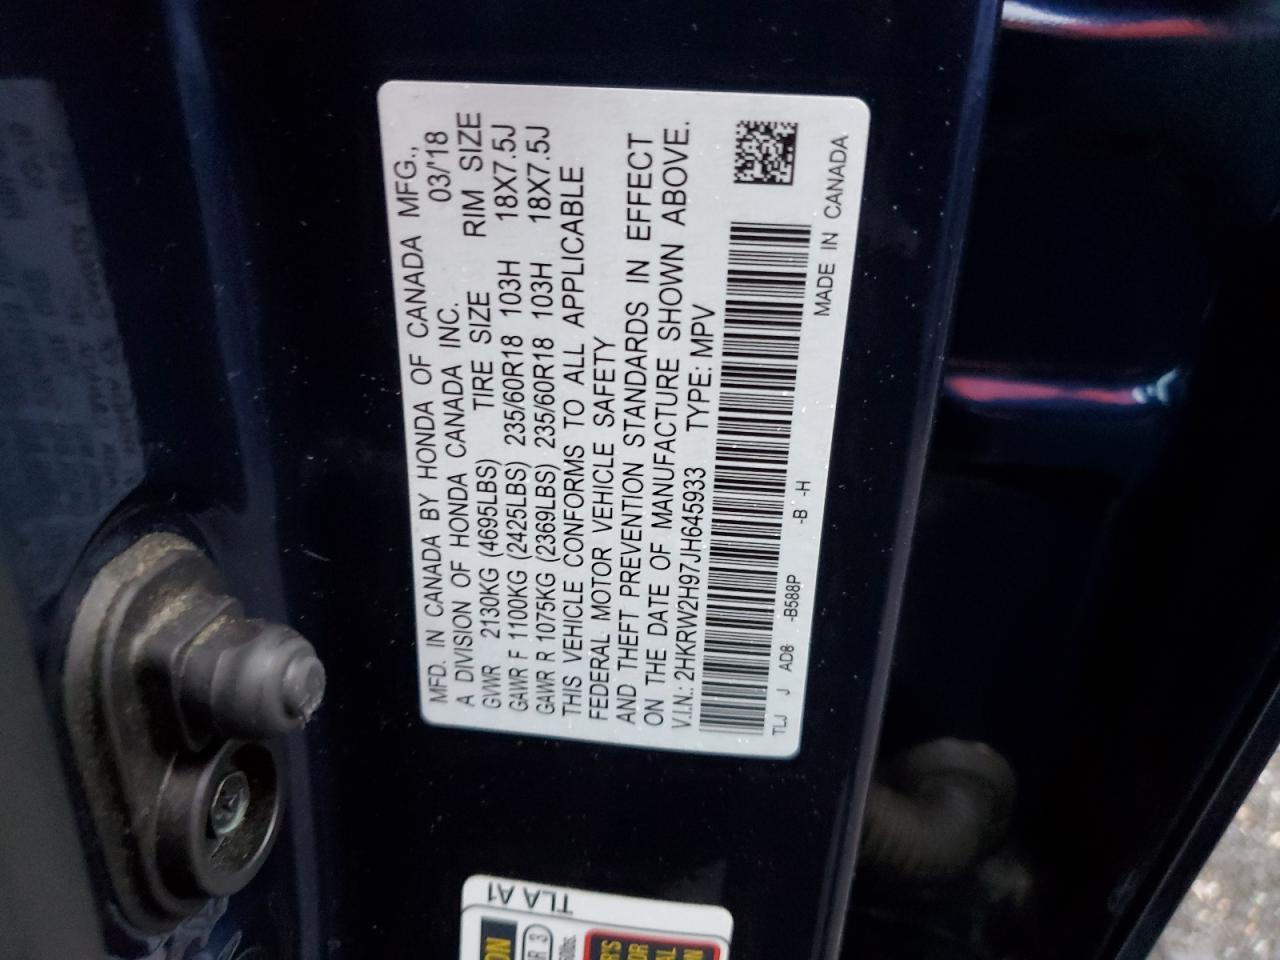 MFD. IN CANADA BY HONDA OF CANADA MFG.,
A DIVISION OF HONDA CANADA INC. 03/'18
GVWR 2130KG (4695LBS) TIRE SIZE RIM SIZE
GAWR F 1100KG (2425LBS) 235/60R18 103H 18X7.5J
GAWR R 1075KG (2369LBS) 235/60R18 103H 18X7.5J
THIS VEHICLE CONFORMS TO ALL APPLICABLE
FEDERAL MOTOR VEHICLE SAFETY
AND THEFT PREVENTION STANDARDS IN EFFECT
ON THE DATE OF MANUFACTURE SHOWN ABOVE.
V.I.N.: 2HKRW2H97JH645933 TYPE: MPV
TLJ J AD8 -B588P -B -H
MADE IN CANADA
TLA A1